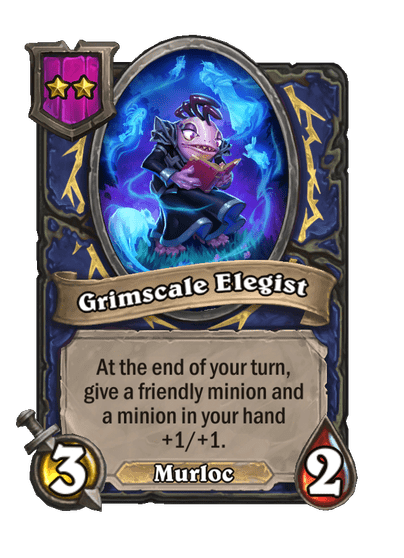 Grimscale Elegist
At the end of your turn,
give a friendly minion and
a minion in your hand
+1/+1.
3
Murloc
2